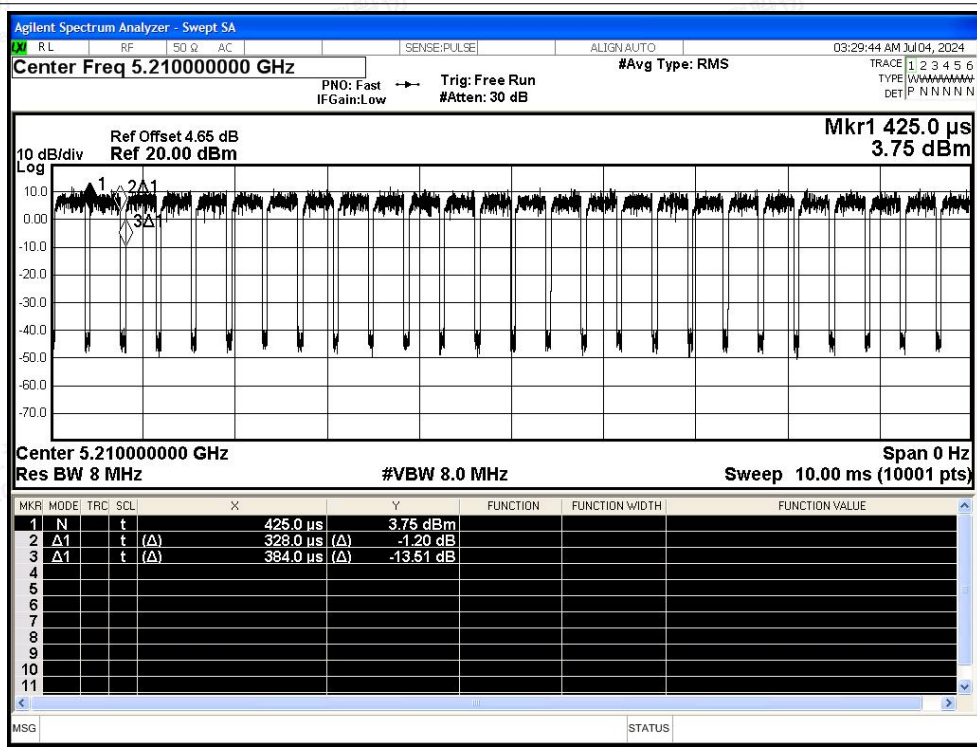 Agilent Spectrum Analyzer - Swept SA
LXI RL RF 50 Ω AC SENSE:PULSE ALIGN AUTO 03:29:44 AM Jul 04, 2024
Center Freq 5.210000000 GHz #Avg Type: RMS TRACE 1 2 3 4 5 6
PNO: Fast Trig: Free Run TYPE WWWWWW
IFGain:Low #Atten: 30 dB DET P N N N N N
Mkr1 425.0 µs
Ref Offset 4.65 dB
10 dB/div Ref 20.00 dBm 3.75 dBm
Log
10.0
0.00
-10.0
-20.0
-30.0
-40.0
-50.0
-60.0
-70.0
1 2Δ1
3Δ1
Center 5.210000000 GHz Span 0 Hz
Res BW 8 MHz #VBW 8.0 MHz Sweep 10.00 ms (10001 pts)
MKR MODE TRC SCL X Y FUNCTION FUNCTION WIDTH FUNCTION VALUE
1 N t 425.0 µs 3.75 dBm
2 Δ1 t (Δ) 328.0 µs (Δ) -1.20 dB
3 Δ1 t (Δ) 384.0 µs (Δ) -13.51 dB
4
5
6
7
8
9
10
11
MSG STATUS